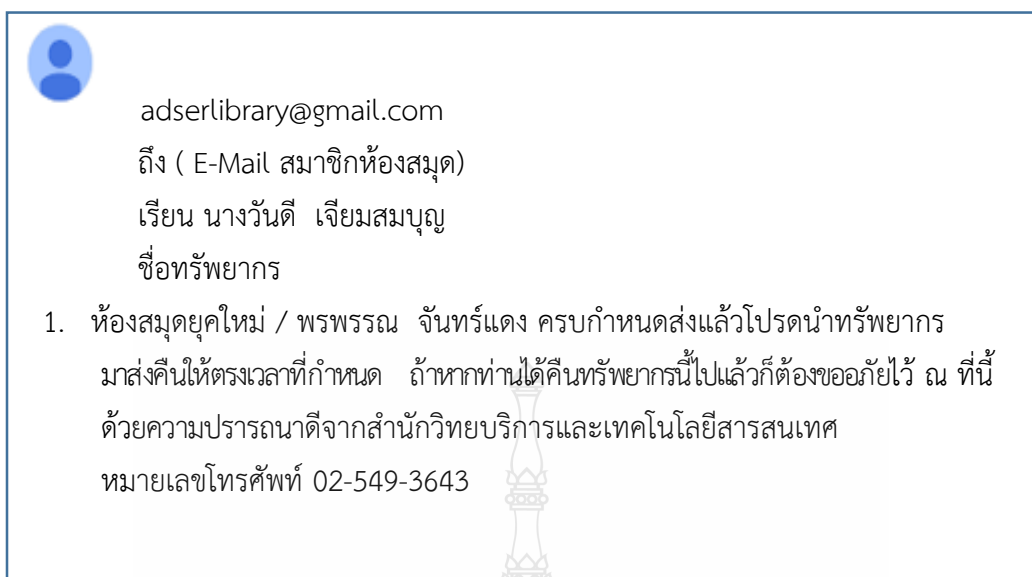 adserlibrary@gmail.com
ถึง ( E-Mail สมาชิกห้องสมุด)
เรียน นางวันดี เจียมสมบุญ
ชื่อทรัพยากร
1. ห้องสมุดยุคใหม่ / พรพรรณ จันทร์แดง ครบกำหนดส่งแล้วโปรดนำทรัพยากร
มาส่งคืนให้ตรงเวลาที่กำหนด ถ้าหากท่านได้คืนทรัพยากรนี้ไปแล้วก็ต้องขออภัยไว้ ณ ที่นี้
ด้วยความปรารถนาดีจากสำนักวิทยบริการและเทคโนโลยีสารสนเทศ
หมายเลขโทรศัพท์ 02-549-3643